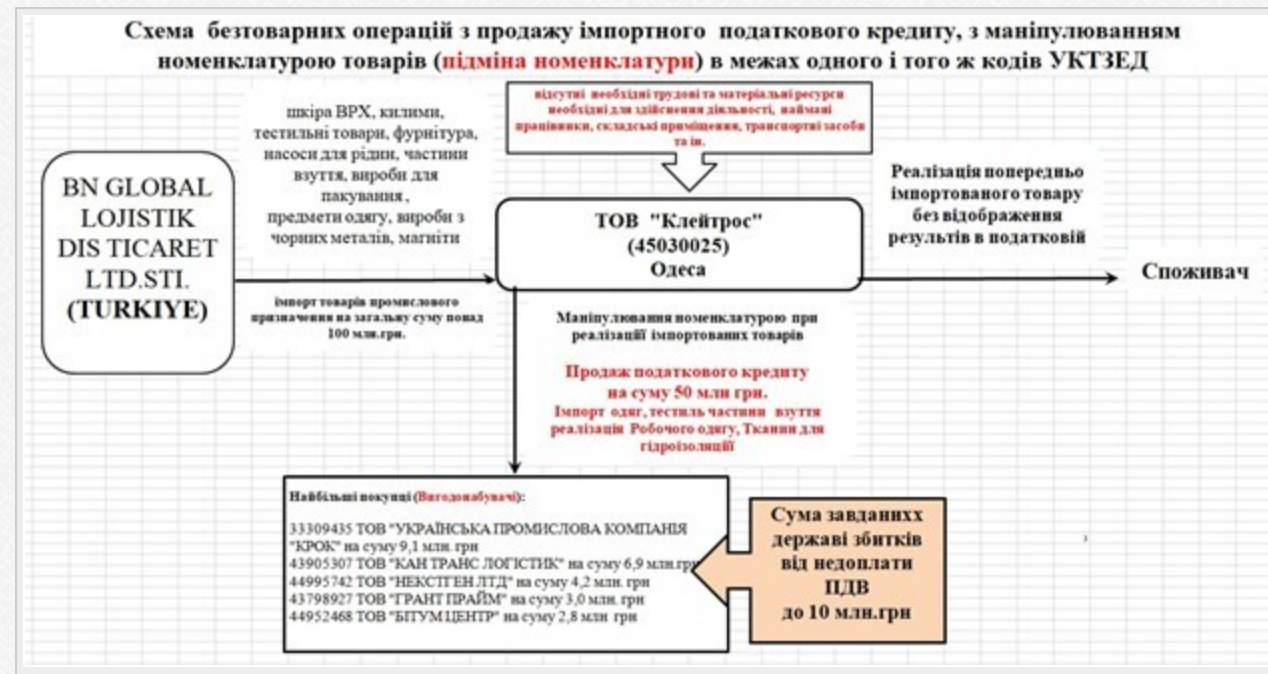 Схема безтоварних операцій з продажу імпортного податкового кредиту, з маніпулюванням
номенклатурою товарів (підміна номенклатури) в межах одного і того ж кодів УКТЗЕД
відсутні необхідні трудові та матеріальні ресурси
необхідні для здійснення діяльності, наймані
працівники, складські приміщення, транспортні засоби
та ін.
шкіра ВРХ, килими,
тестильні товари, фурнітура,
насоси для рідин, частини
взуття, вироби для
пакування,
предмети одягу, вироби з
чорних металів, магніти
BN GLOBAL
LOJISTIK
DIS TICARET
LTD.STI.
(TURKIYE)
імпорт товарів промислового
призначення на загальну суму понад
100 млн.грн.
ТОВ "Клейтрос"
(45030025)
Одеса
Реалізація попередньо
імпортованого товару
без відображення
результів в податковій
Споживач
Маніпулювання номенклатурою при
реалізації імпортованих товарів
Продаж податкового кредиту
на суму 50 млн грн.
Імпорт одяг, тестиль частини взуття
реалізація Робочого одягу, Тканин для
гідроізоляції
Найбільші покупці (Вигодонабувачі):
33309435 ТОВ "УКРАЇНСЬКА ПРОМИСЛОВА КОМПАНІЯ
"КРОК" на суму 9,1 млн. грн
43905307 ТОВ "КАН ТРАНС ЛОГІСТИК" на суму 6,9 млн.грн
44995742 ТОВ "НЕКСТГЕН ЛТД" на суму 4,2 млн. грн
43798927 ТОВ "ГРАНТ ПРАЙМ" на суму 3,0 млн. грн
44952468 ТОВ "БІТУМ ЦЕНТР" на суму 2,8 млн грн
Сума завданихх
державі збитків
від недоплати
ПДВ
до 10 млн.грн